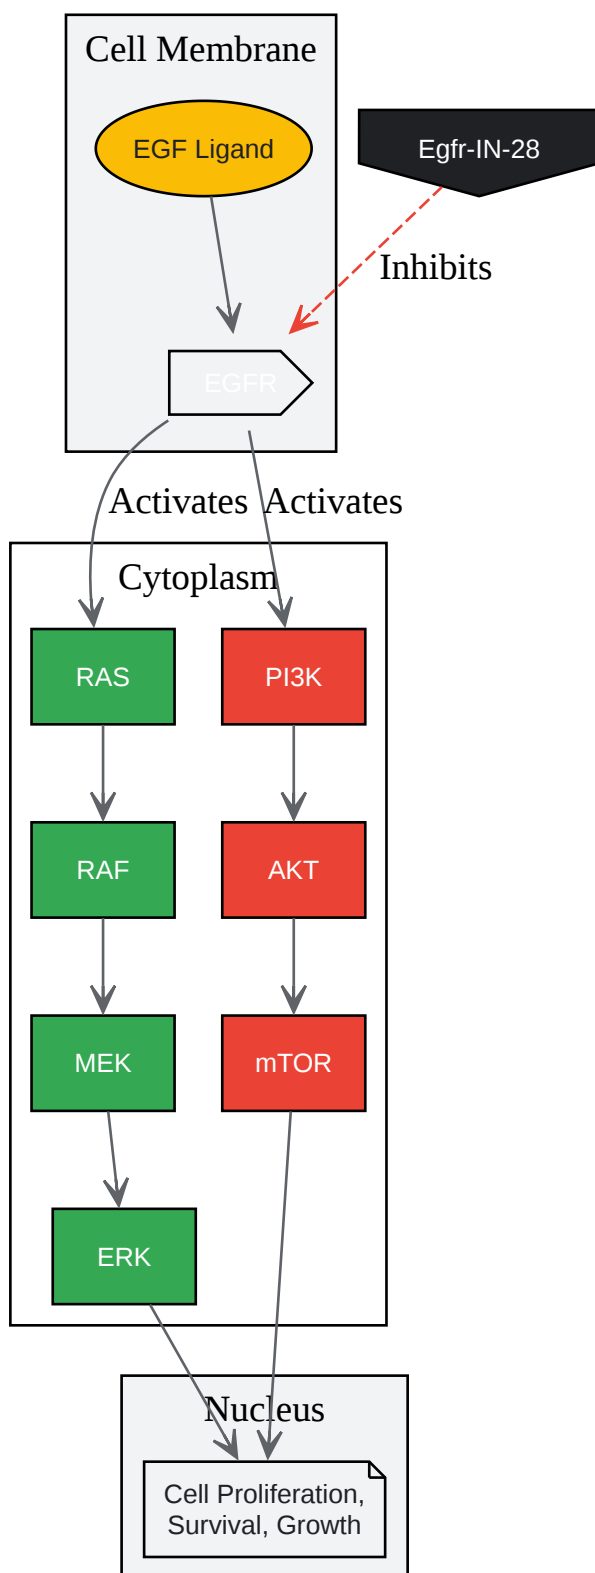 Cell Membrane
EGF Ligand
Egfr-IN-28
Inhibits
EGFR
Activates
Activates
Cytoplasm
RAS
PI3K
RAF
AKT
MEK
mTOR
ERK
Nucleus
Cell Proliferation,
Survival, Growth